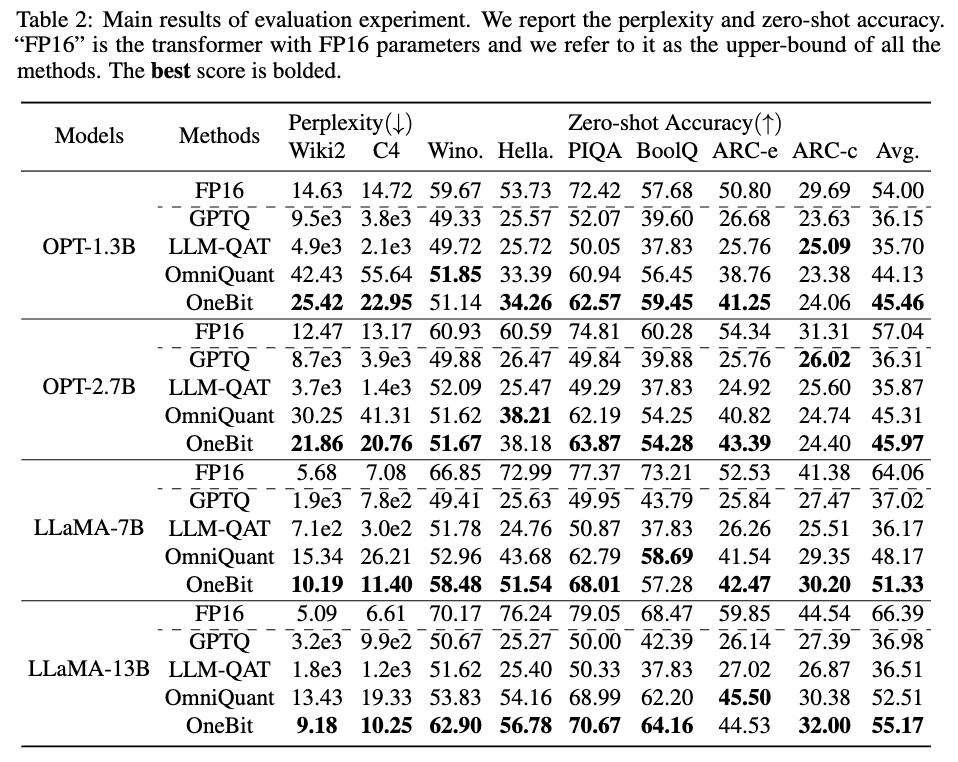 Table 2: Main results of evaluation experiment. We report the perplexity and zero-shot accuracy.
“FP16” is the transformer with FP16 parameters and we refer to it as the upper-bound of all the
methods. The best score is bolded.
Models Methods Perplexity(↓) Zero-shot Accuracy(↑)
Wiki2 C4 Wino. Hella. PIQA BoolQ ARC-e ARC-c Avg.
FP16 14.63 14.72 59.67 53.73 72.42 57.68 50.80 29.69 54.00
GPTQ 9.5e3 3.8e3 49.33 25.57 52.07 39.60 26.68 23.63 36.15
OPT-1.3B LLM-QAT 4.9e3 2.1e3 49.72 25.72 50.05 37.83 25.76 25.09 35.70
OmniQuant 42.43 55.64 51.85 33.39 60.94 56.45 38.76 23.38 44.13
OneBit 25.42 22.95 51.14 34.26 62.57 59.45 41.25 24.06 45.46
FP16 12.47 13.17 60.93 60.59 74.81 60.28 54.34 31.31 57.04
GPTQ 8.7e3 3.9e3 49.88 26.47 49.84 39.88 25.76 26.02 36.31
OPT-2.7B LLM-QAT 3.7e3 1.4e3 52.09 25.47 49.29 37.83 24.92 25.60 35.87
OmniQuant 30.25 41.31 51.62 38.21 62.19 54.25 40.82 24.74 45.31
OneBit 21.86 20.76 51.67 38.18 63.87 54.28 43.39 24.40 45.97
FP16 5.68 7.08 66.85 72.99 77.37 73.21 52.53 41.38 64.06
GPTQ 1.9e3 7.8e2 49.41 25.63 49.95 43.79 25.84 27.47 37.02
LLaMA-7B LLM-QAT 7.1e2 3.0e2 51.78 24.76 50.87 37.83 26.26 25.51 36.17
OmniQuant 15.34 26.21 52.96 43.68 62.79 58.69 41.54 29.35 48.17
OneBit 10.19 11.40 58.48 51.54 68.01 57.28 42.47 30.20 51.33
FP16 5.09 6.61 70.17 76.24 79.05 68.47 59.85 44.54 66.39
GPTQ 3.2e3 9.9e2 50.67 25.27 50.00 42.39 26.14 27.39 36.98
LLaMA-13B LLM-QAT 1.8e3 1.2e3 51.62 25.40 50.33 37.83 27.02 26.87 36.51
OmniQuant 13.43 19.33 53.83 54.16 68.99 62.20 45.50 30.38 52.51
OneBit 9.18 10.25 62.90 56.78 70.67 64.16 44.53 32.00 55.17